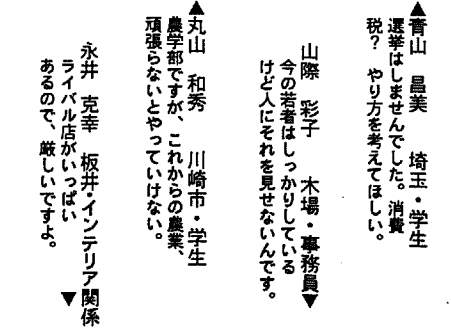 ▲青山　昌美　　埼玉・学生
選挙はしませんでした。消費
税？　やり方を考えてほしい。
山際　彩子　　木場・事務員▼
今の若者はしっかりしている
けど人にそれを見せないんです。
▲丸山　和秀　　川崎市・学生
農学部ですが、これからの農業、
頑張らないとやっていけない。
永井　克幸　板井・インテリア関係▼
ライバル店がいっぱい
あるので、厳しいですよ。